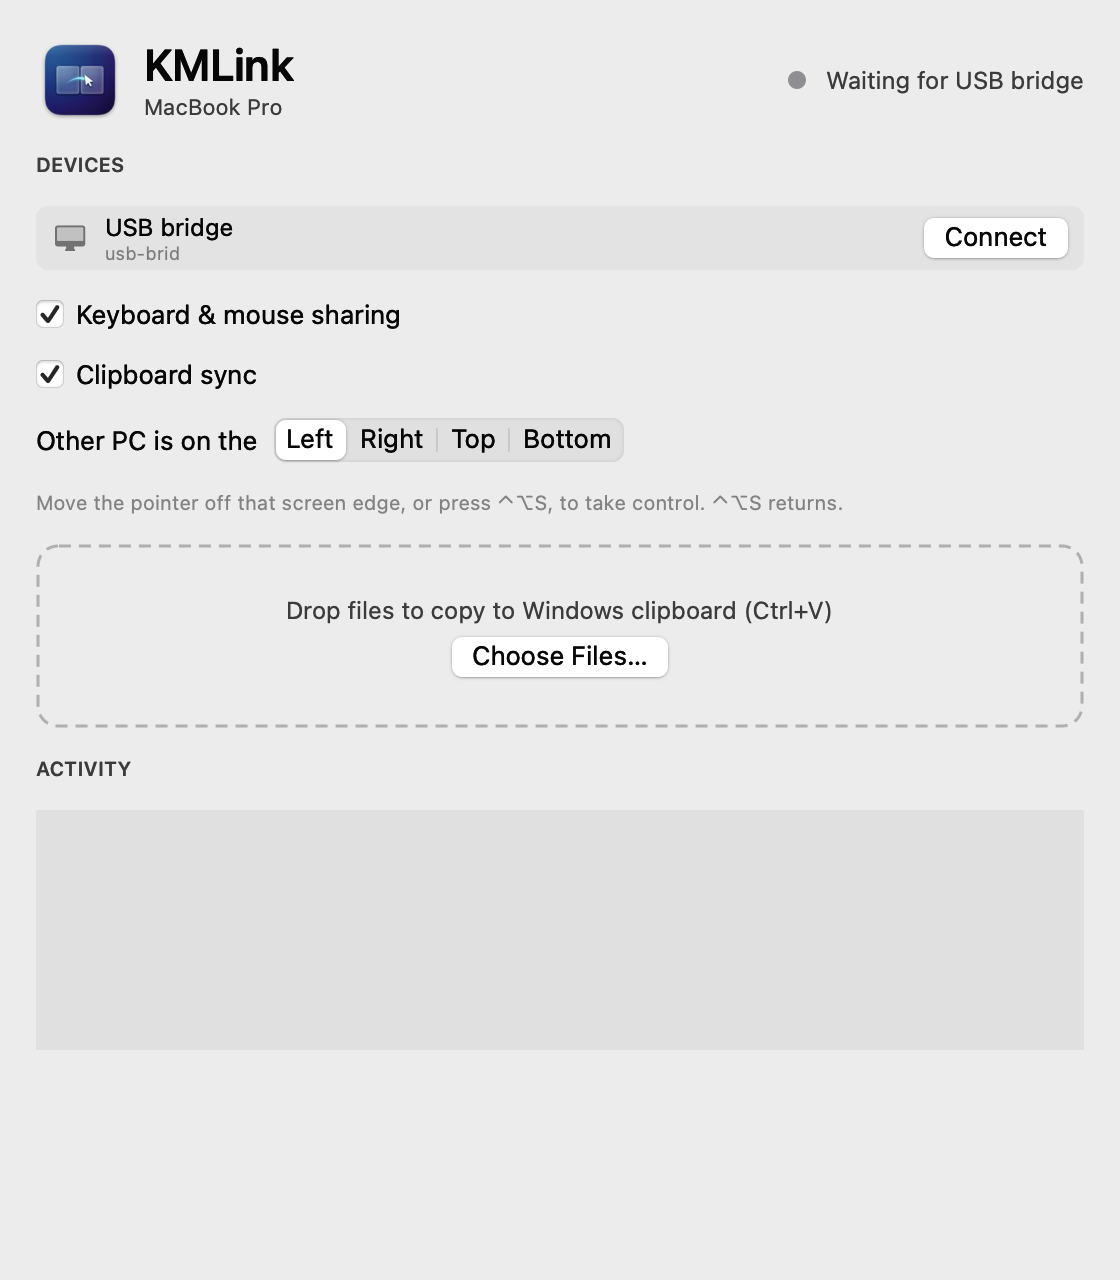 KMLink
MacBook Pro
Waiting for USB bridge
DEVICES
USB bridge
usb-brid
Connect
Keyboard & mouse sharing
Clipboard sync
Other PC is on the Left Right Top Bottom
Move the pointer off that screen edge, or press ^⌥S, to take control. ^⌥S returns.
Drop files to copy to Windows clipboard (Ctrl+V)
Choose Files...
ACTIVITY